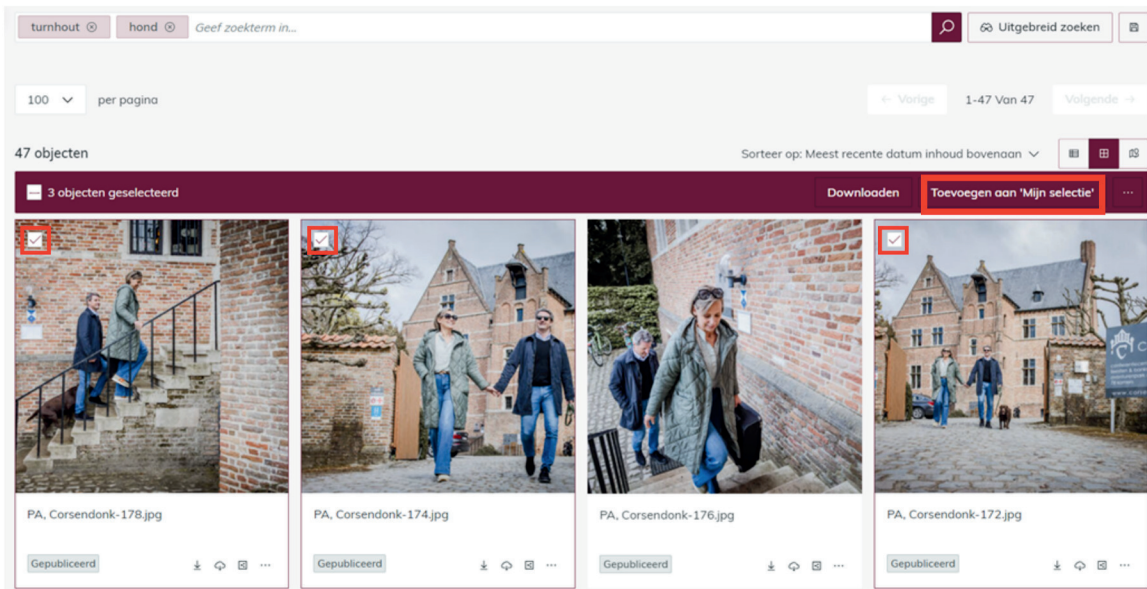 turnhout hond Geef zoekterm in... Uitgebreid zoeken
100 per pagina ← Vorige 1-47 Van 47 Volgende →
47 objecten Sorteer op: Meest recente datum inhoud bovenaan
3 objecten geselecteerd Downloaden Toevoegen aan 'Mijn selectie' ...
PA, Corsendonk-178.jpg PA, Corsendonk-174.jpg PA, Corsendonk-176.jpg PA, Corsendonk-172.jpg
Gepubliceerd ... Gepubliceerd ... Gepubliceerd ... Gepubliceerd ...